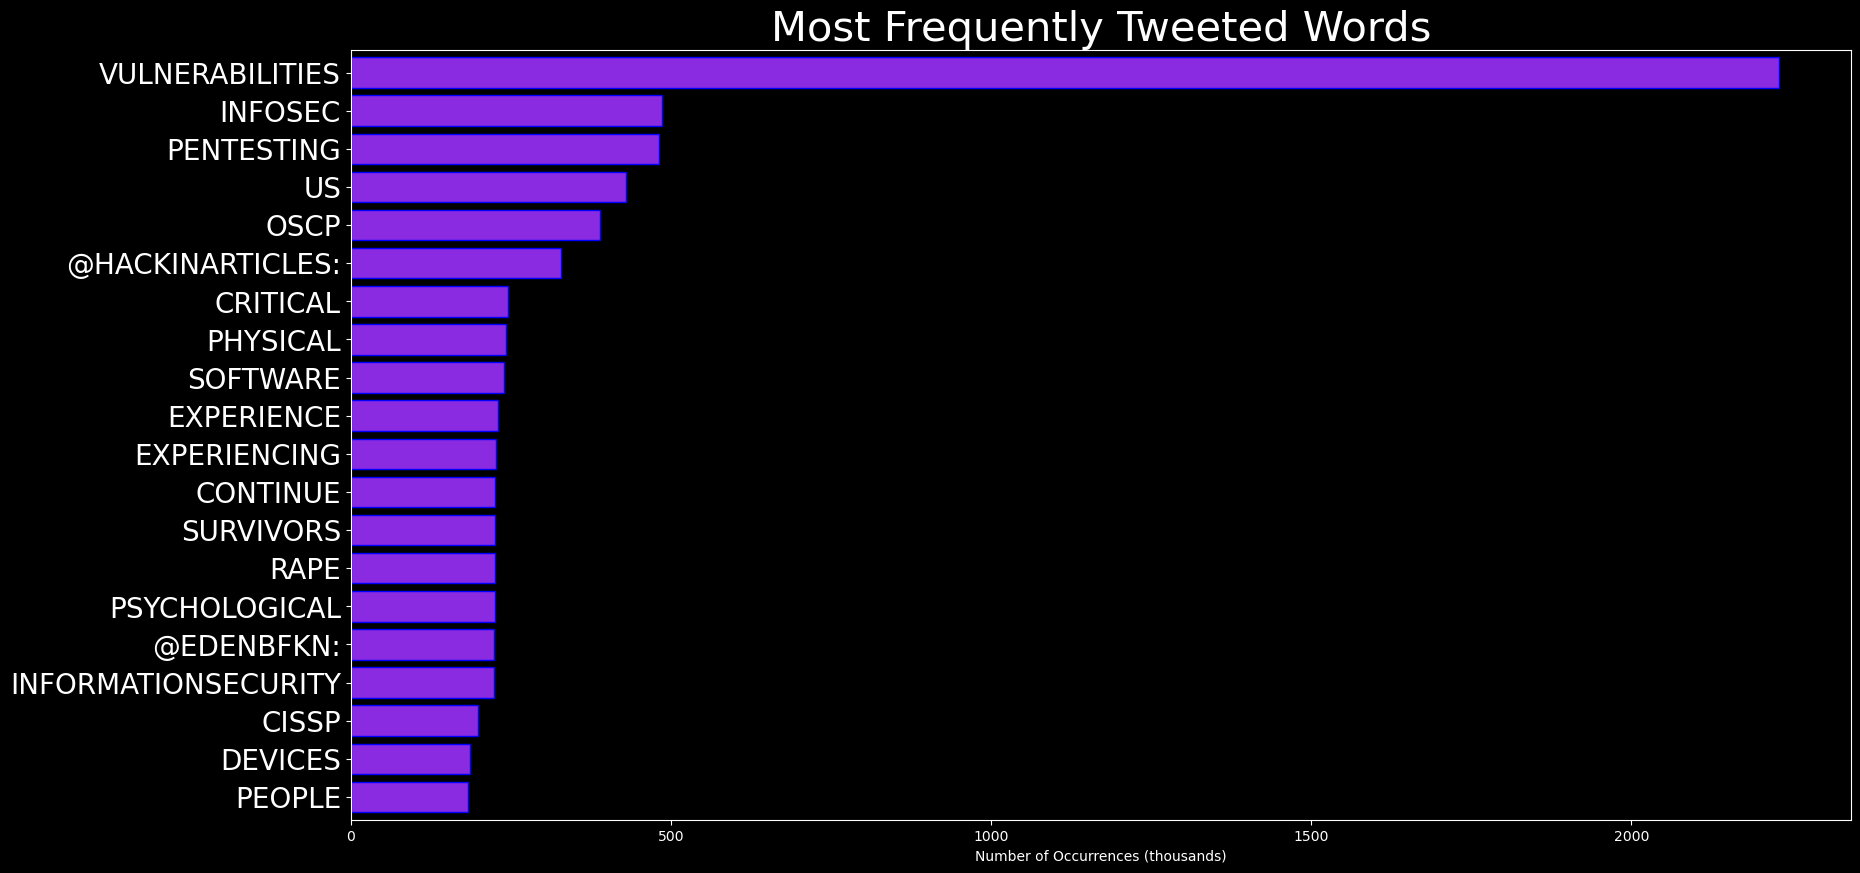 Most Frequently Tweeted Words
VULNERABILITIES
INFOSEC
PENTESTING
US
OSCP
@HACKINARTICLES:
CRITICAL
PHYSICAL
SOFTWARE
EXPERIENCE
EXPERIENCING
CONTINUE
SURVIVORS
RAPE
PSYCHOLOGICAL
@EDENBFKN:
INFORMATIONSECURITY
CISSP
DEVICES
PEOPLE
0 500 1000 1500 2000
Number of Occurrences (thousands)